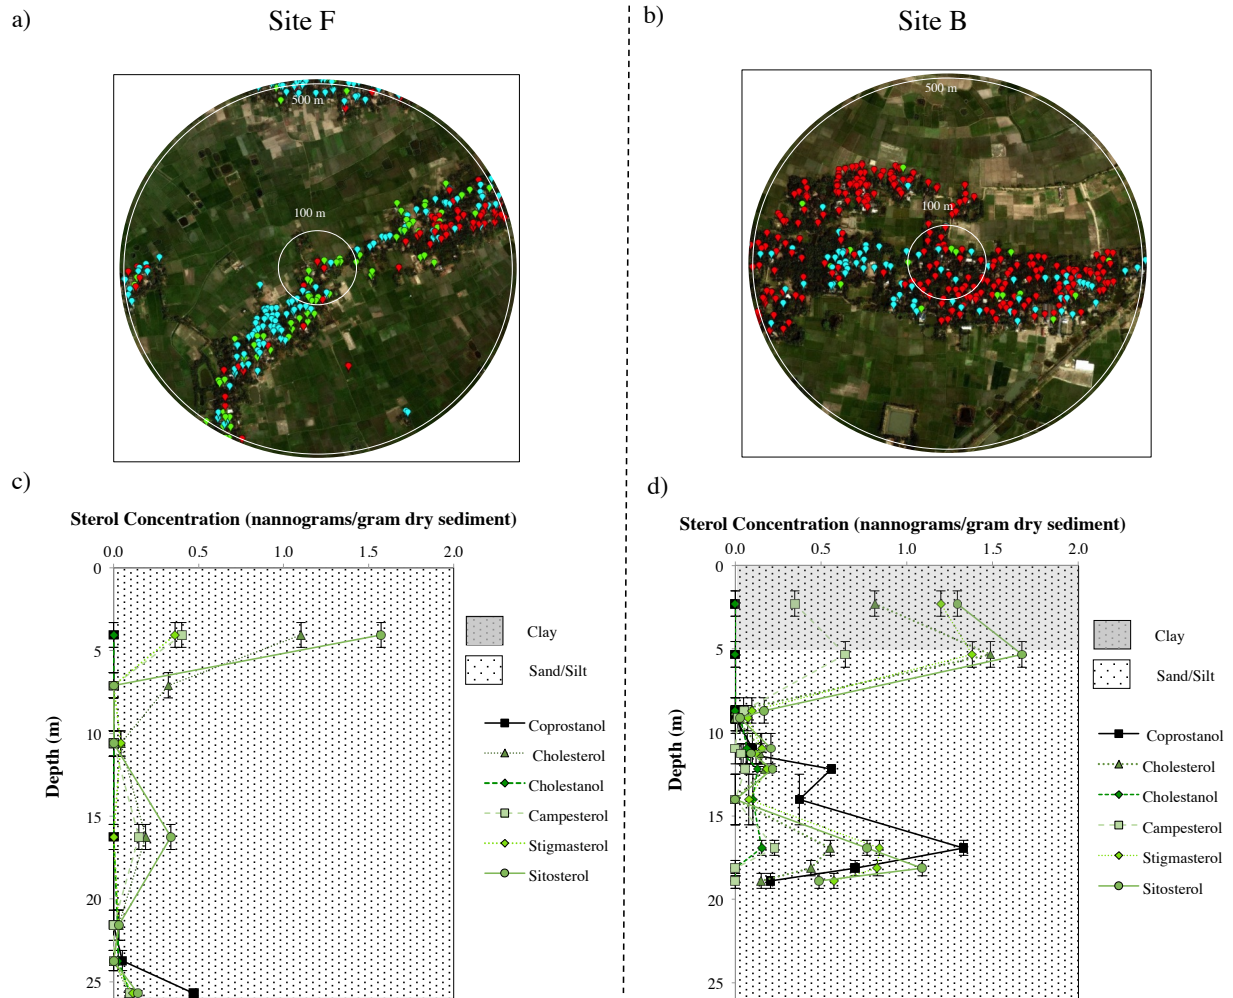 a)
Site F
b)
Site B
500 m
100 m
500 m
100 m
c)
d)
Sterol Concentration (nannograms/gram dry sediment)
0.0 0.5 1.0 1.5 2.0
0
5
10
15
20
25
Depth (m)
Clay
Sand/Silt
Coprostanol
Cholesterol
Cholestanol
Campesterol
Stigmasterol
Sitosterol
Sterol Concentration (nannograms/gram dry sediment)
0.0 0.5 1.0 1.5 2.0
0
5
10
15
20
25
Depth (m)
Clay
Sand/Silt
Coprostanol
Cholesterol
Cholestanol
Campesterol
Stigmasterol
Sitosterol